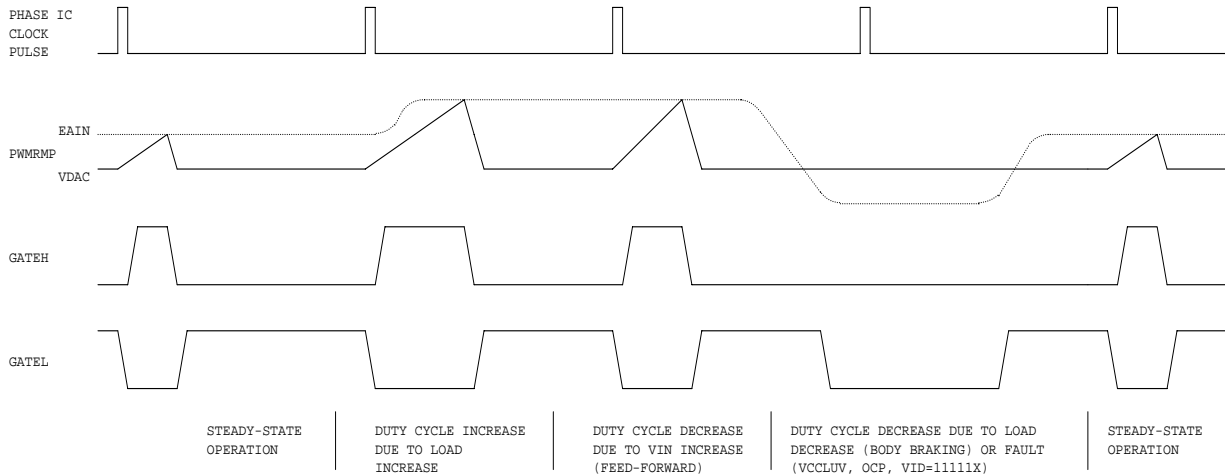 PHASE IC
CLOCK
PULSE
EAIN
PWMRMP
VDAC
GATEH
GATEL
STEADY-STATE
OPERATION
DUTY CYCLE INCREASE
DUE TO LOAD
INCREASE
DUTY CYCLE DECREASE
DUE TO VIN INCREASE
(FEED-FORWARD)
DUTY CYCLE DECREASE DUE TO LOAD
DECREASE (BODY BRAKING) OR FAULT
(VCCLUV, OCP, VID=11111X)
STEADY-STATE
OPERATION